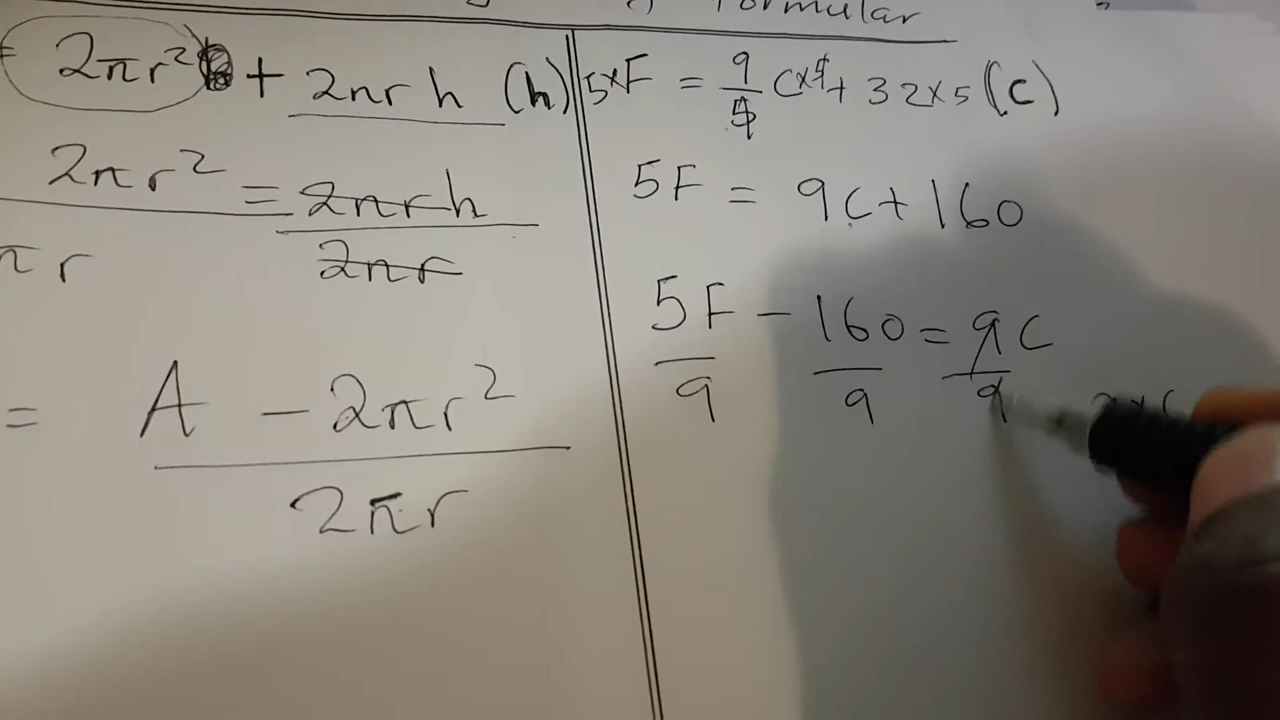 formular
= 2πr² + 2πrh (h)
2πr² = 2πrh
πr 2πr
= A - 2πr²
2πr
5×F = 9/5 C×5 + 32×5 (C)
5F = 9C + 160
5F - 160 = 9C
9 9 9